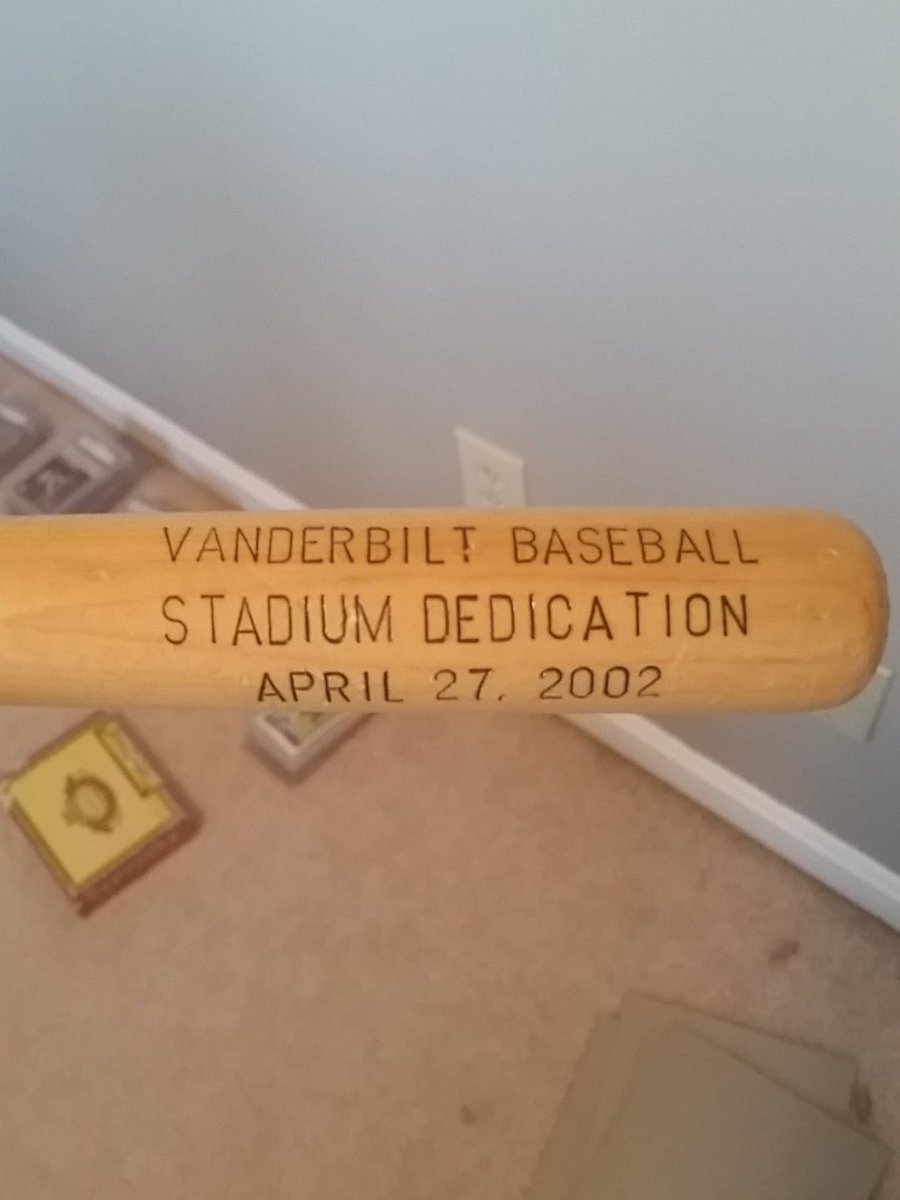 VANDERBILT BASEBALL
STADIUM DEDICATION
APRIL 27, 2002